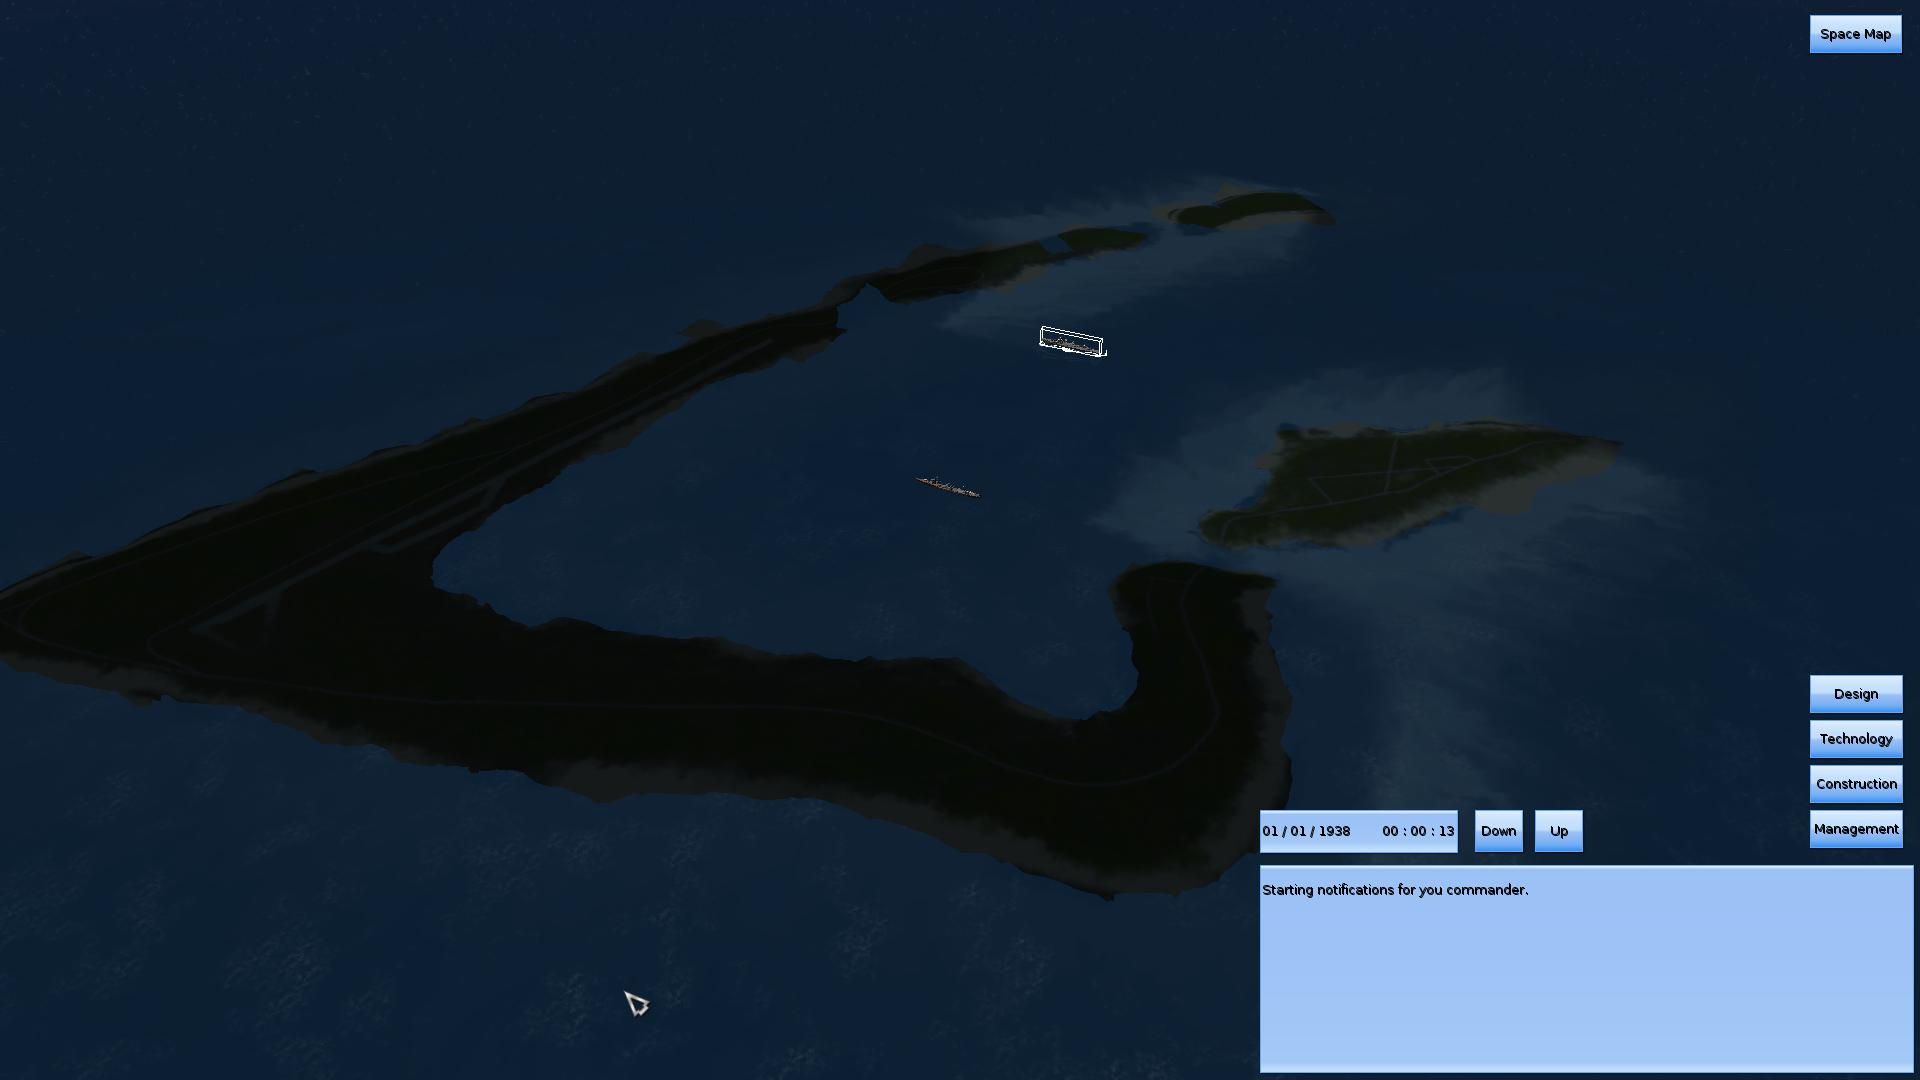 Space Map
Design
Technology
Construction
Management
01 / 01 / 1938 00 : 00 : 13
Down
Up
Starting notifications for you commander.